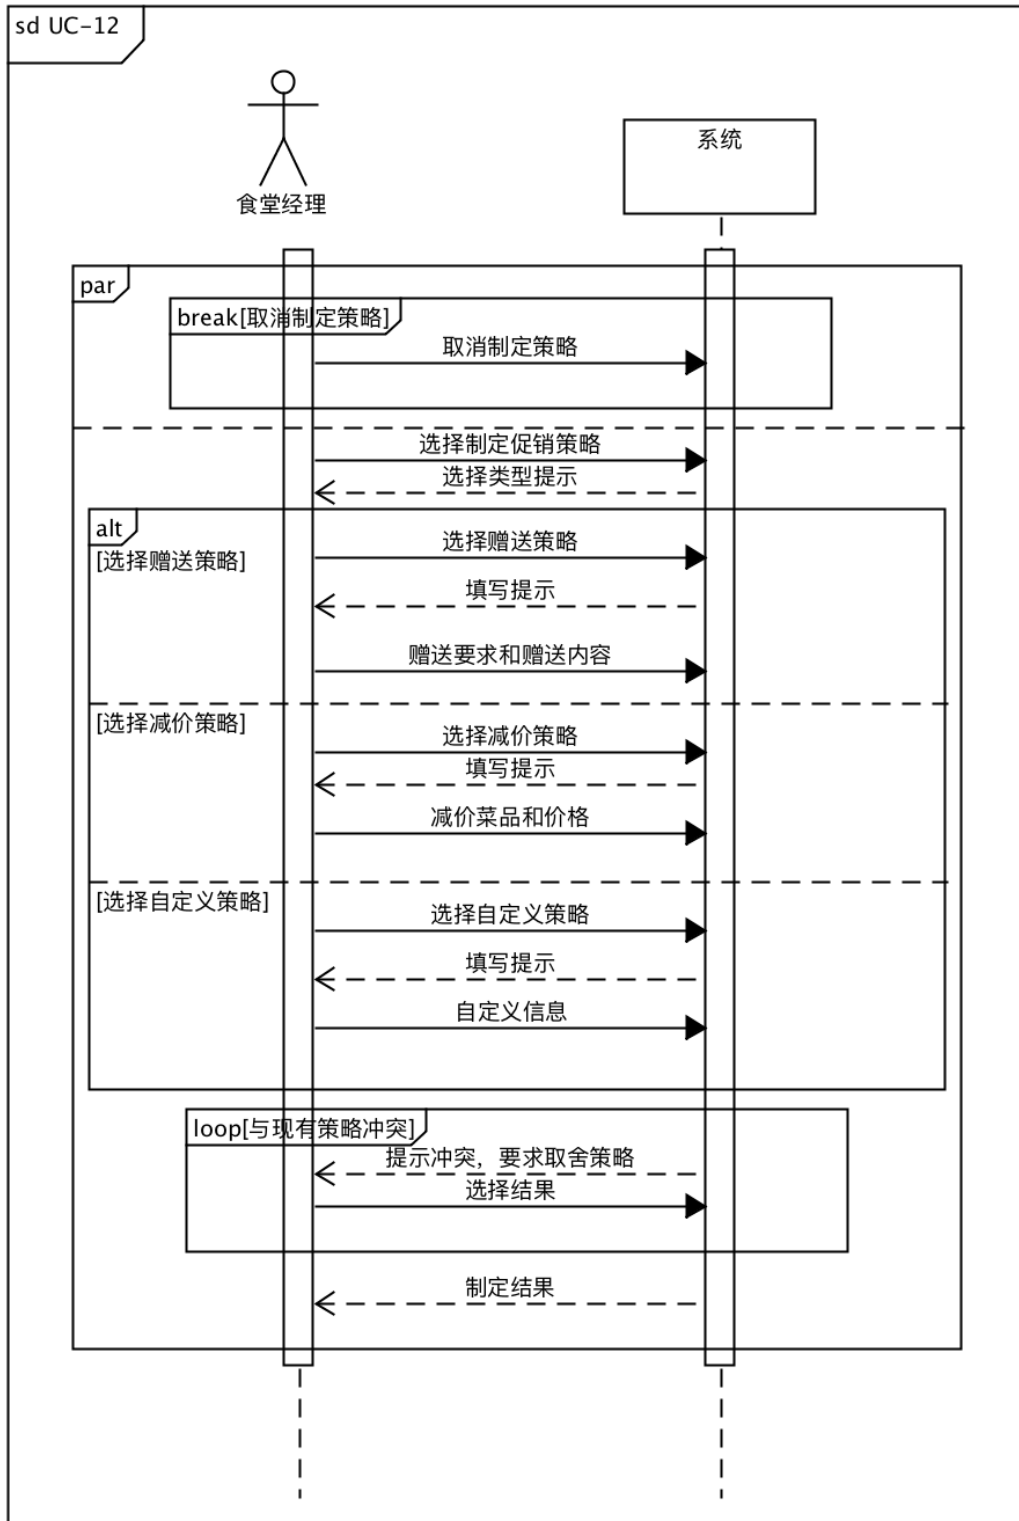 sd UC-12
食堂经理
系统
par
break[取消制定策略]
取消制定策略
选择制定促销策略
选择类型提示
alt
[选择赠送策略]
选择赠送策略
填写提示
赠送要求和赠送内容
[选择减价策略]
选择减价策略
填写提示
减价菜品和价格
[选择自定义策略]
选择自定义策略
填写提示
自定义信息
loop[与现有策略冲突]
提示冲突，要求取舍策略
选择结果
制定结果